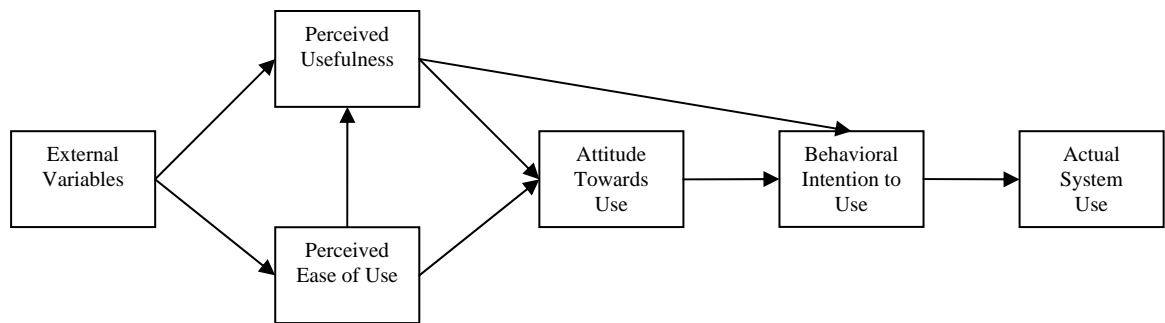 Perceived
Usefulness
External
Variables
Attitude
Towards
Use
Behavioral
Intention to
Use
Actual
System
Use
Perceived
Ease of Use